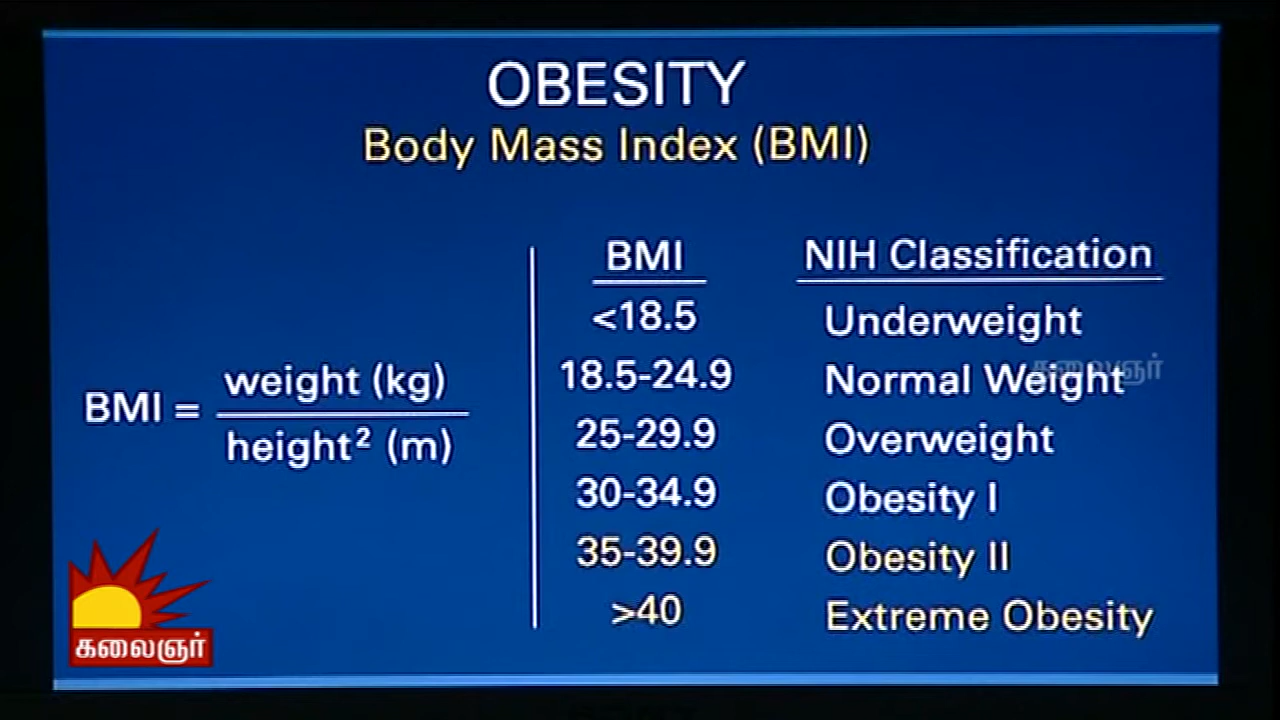 OBESITY
Body Mass Index (BMI)
BMI = weight (kg)
height² (m)
BMI NIH Classification
<18.5 Underweight
18.5-24.9 Normal Weight
25-29.9 Overweight
30-34.9 Obesity I
35-39.9 Obesity II
>40 Extreme Obesity
கலைஞர்
கலைஞர்